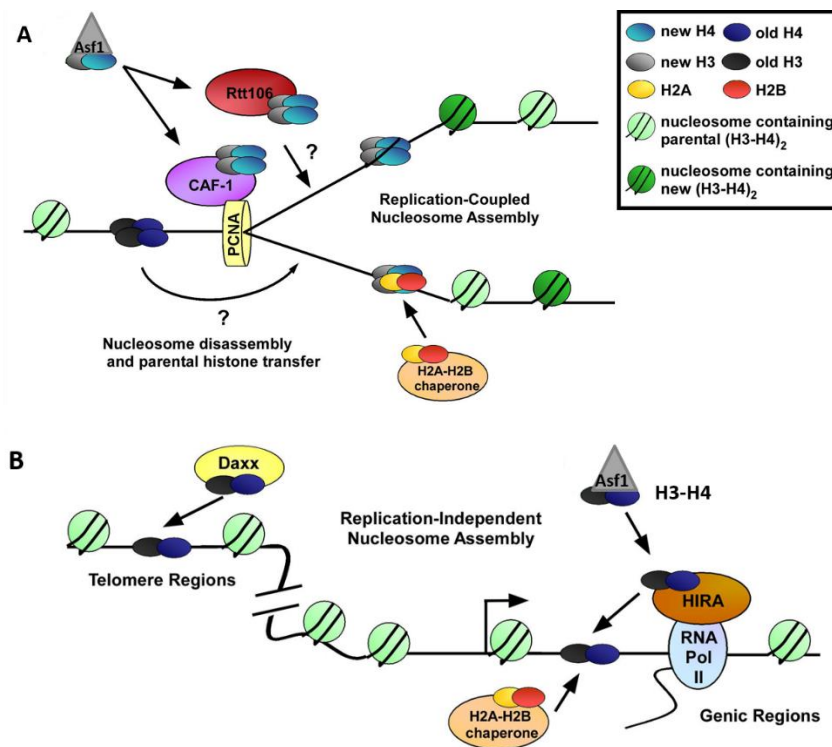 A
Asf1
Rtt106
?
CAF-1
PCNA
Replication-Coupled
Nucleosome Assembly
?
Nucleosome disassembly
and parental histone transfer
H2A-H2B
chaperone
new H4
old H4
new H3
old H3
H2A
H2B
nucleosome containing
parental (H3-H4)2
nucleosome containing
new (H3-H4)2
B
Daxx
Telomere Regions
Replication-Independent
Nucleosome Assembly
Asf1
H3-H4
HIRA
RNA
Pol
II
H2A-H2B
chaperone
Genic Regions